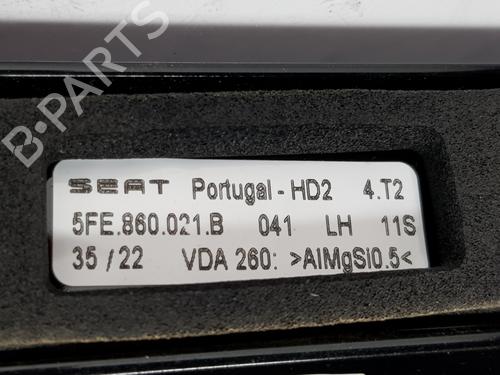 B-PARTS
SEAT Portugal - HD2 4.T2
5FE.860.021.B 041 LH 11S
35 / 22 VDA 260: >AlMgSi0.5<